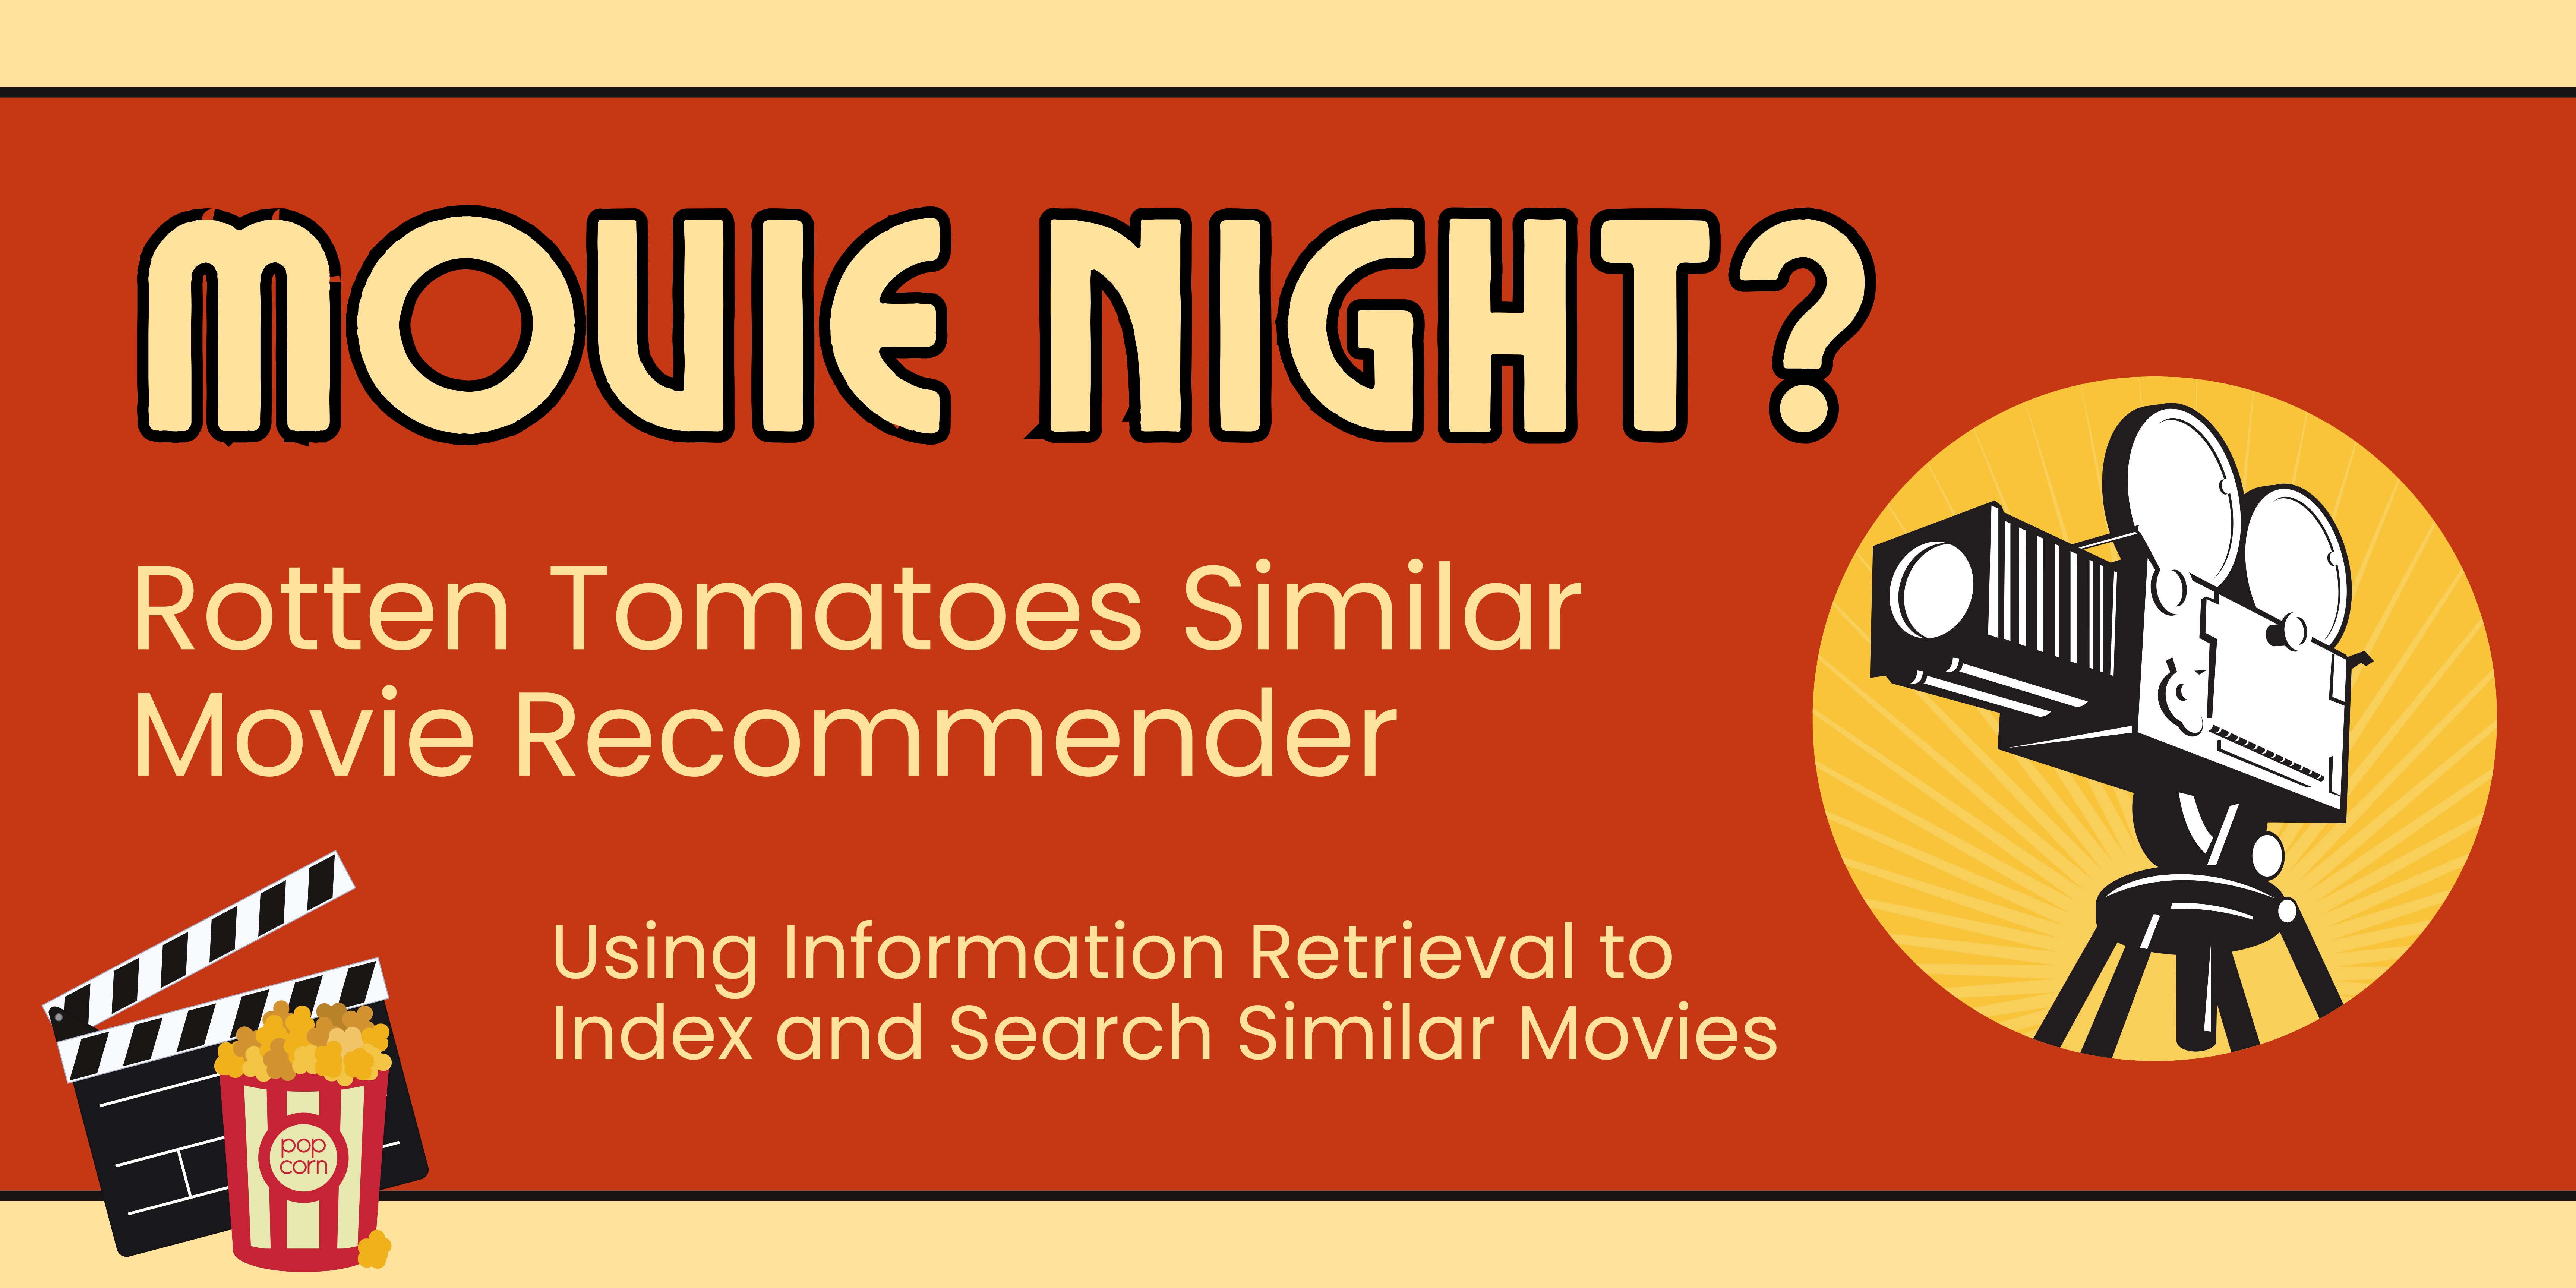 MOVIE NIGHT?
Rotten Tomatoes Similar
Movie Recommender
Using Information Retrieval to
Index and Search Similar Movies
pop
corn